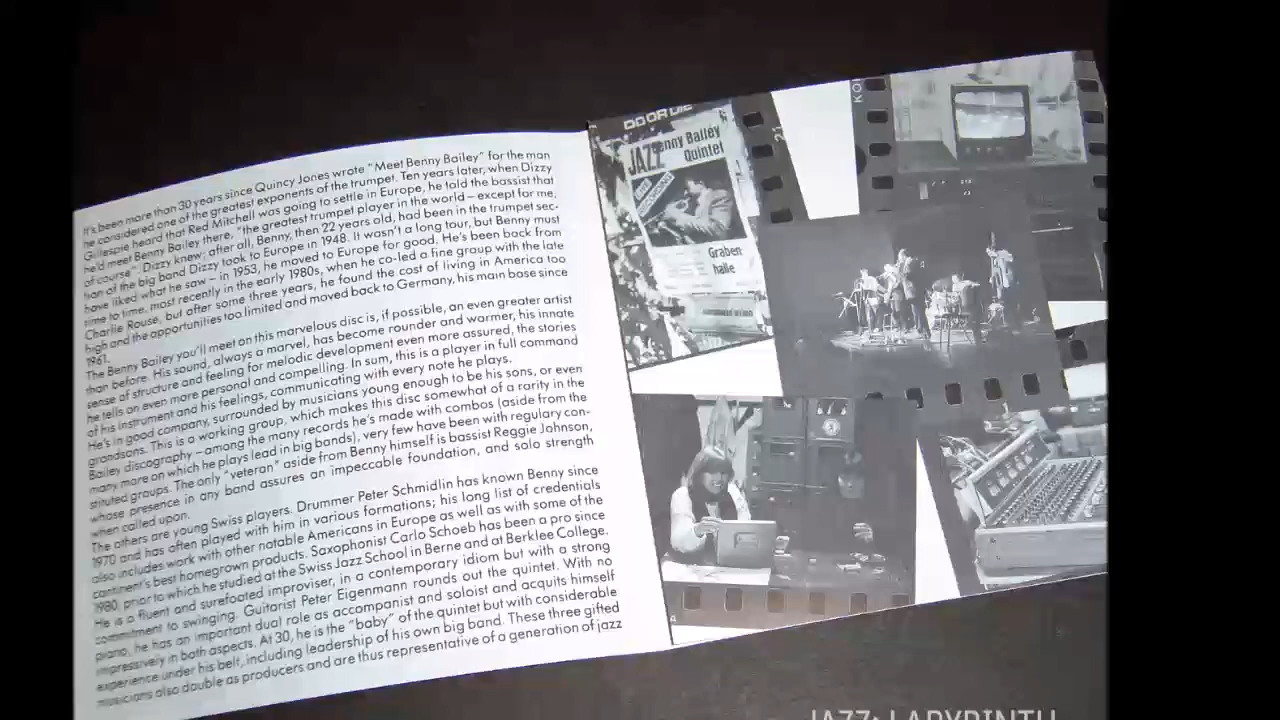 It's been more than 30 years since Quincy Jones wrote "Meet Benny Bailey" for the man
he considered one of the greatest exponents of the trumpet. Ten years later, when Dizzy
Gillespie heard that Red Mitchell was going to settle in Europe, he told the bassist that
he'd meet Benny Bailey there, "the greatest trumpet player in the world – except for me,
of course". Dizzy knew; after all, Benny, then 22 years old, had been in the trumpet sec-
tion of the big band Dizzy took to Europe in 1948. It wasn't a long tour, but Benny must
have liked what he saw – in 1953, he moved to Europe for good. He's been back from
time to time, most recently in the early 1980s, when he co-led a fine group with the late
Charlie Rouse, but after some three years, he found the cost of living in America too
high and the opportunities too limited and moved back to Germany, his main base since
1961.
The Benny Bailey you'll meet on this marvelous disc is, if possible, an even greater artist
than before. His sound, always a marvel, has become rounder and warmer, his innate
sense of structure and feeling for melodic development even more assured, the stories
he tells on even more personal and compelling. In sum, this is a player in full command
of his instrument and his feelings, communicating with every note he plays.
He's in good company, surrounded by musicians young enough to be his sons, or even
grandsons. This is a working group, which makes this disc somewhat of a rarity in the
Bailey discography – among the many records he's made with combos (aside from the
many more on which he plays lead in big bands), very few have been with regulary con-
stituted groups. The only "veteran" aside from Benny himself is bassist Reggie Johnson,
whose presence in any band assures an impeccable foundation, and solo strength
when called upon.
The others are young Swiss players. Drummer Peter Schmidlin has known Benny since
1970 and has often played with him in various formations; his long list of credentials
also includes work with other notable Americans in Europe as well as with some of the
continent's best homegrown products. Saxophonist Carlo Schoeb has been a pro since
1980, prior to which he studied at the Swiss Jazz School in Berne and at Berklee College.
He is a fluent and surefooted improviser, in a contemporary idiom but with a strong
commitment to swinging. Guitarist Peter Eigenmann rounds out the quintet. With no
piano, he has an important dual role as accompanist and soloist and acquits himself
impressively in both aspects. At 30, he is the "baby" of the quintet but with considerable
experience under his belt, including leadership of his own big band. These three gifted
musicians also double as producers and are thus representative of a generation of jazz
DO OR DIE
JAZZ
Benny Bailey
Quintet
Graben
halle
21
KO
4
JAZZ: LABYRINTH